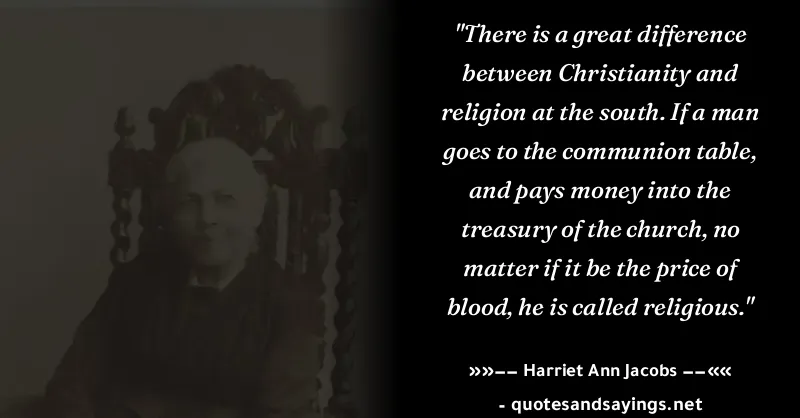 "There is a great difference
between Christianity and
religion at the south. If a man
goes to the communion table,
and pays money into the
treasury of the church, no
matter if it be the price of
blood, he is called religious."
»»–– Harriet Ann Jacobs ––««
- quotesandsayings.net